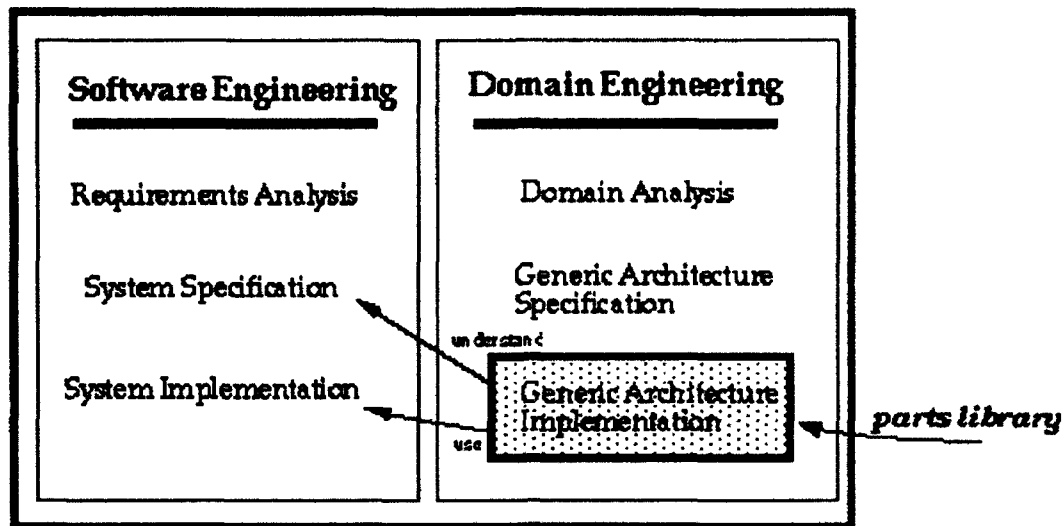 Software Engineering
Requirements Analysis
System Specification
System Implementation
Domain Engineering
Domain Analysis
Generic Architecture
Specification
understand
Generic Architecture
Implementation
use
parts library